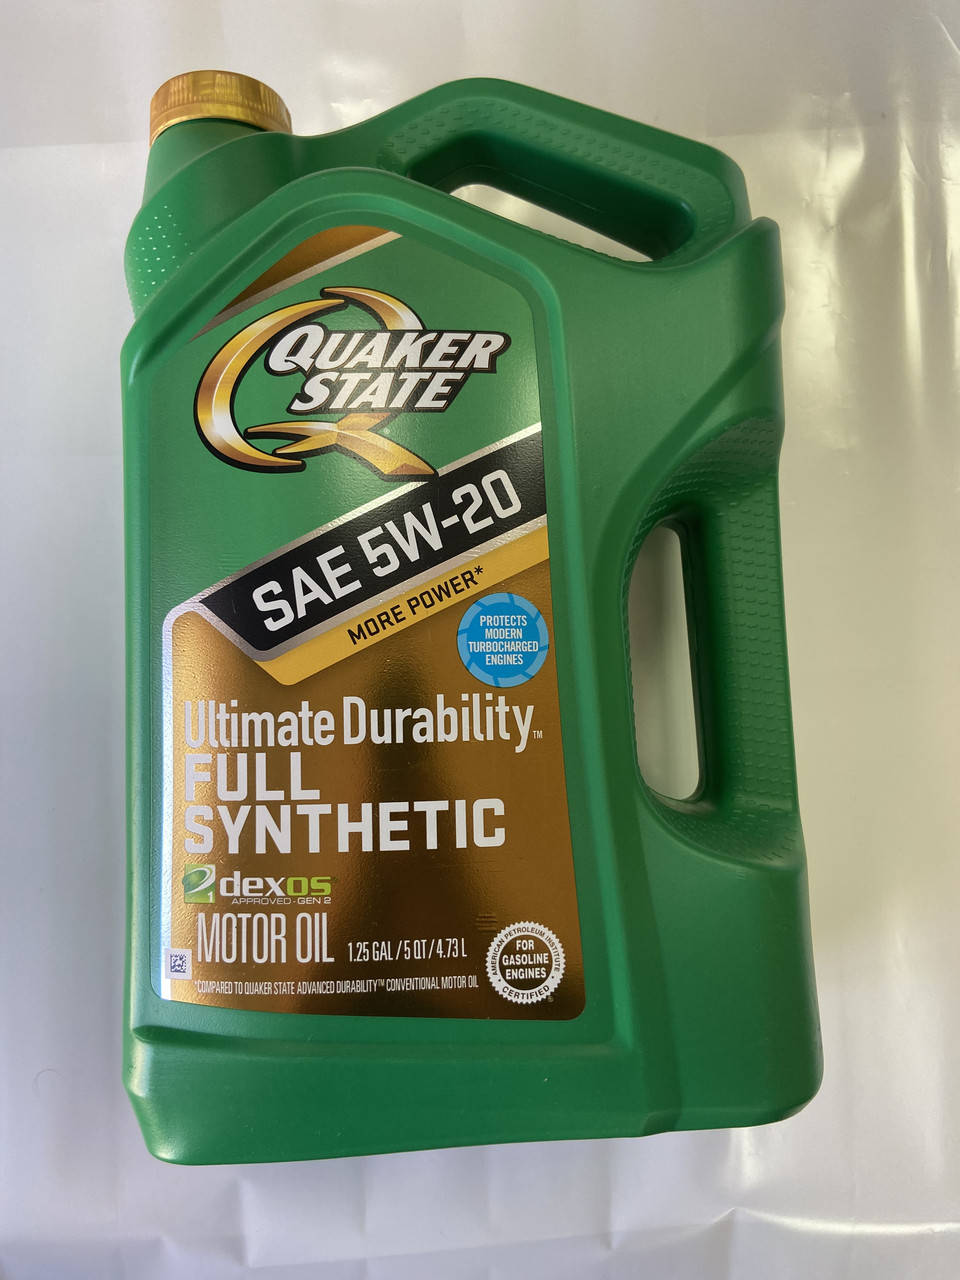 QUAKER
STATE
SAE 5W-20
MORE POWER*
PROTECTS
MODERN
TURBOCHARGED
ENGINES
Ultimate Durability™
FULL
SYNTHETIC
1
dexos™
APPROVED-GEN 2
MOTOR OIL
1.25 GAL / 5 QT / 4.73 L
*COMPARED TO QUAKER STATE ADVANCED DURABILITY™ CONVENTIONAL MOTOR OIL
AMERICAN PETROLEUM INSTITUTE
FOR
GASOLINE
ENGINES
CERTIFIED